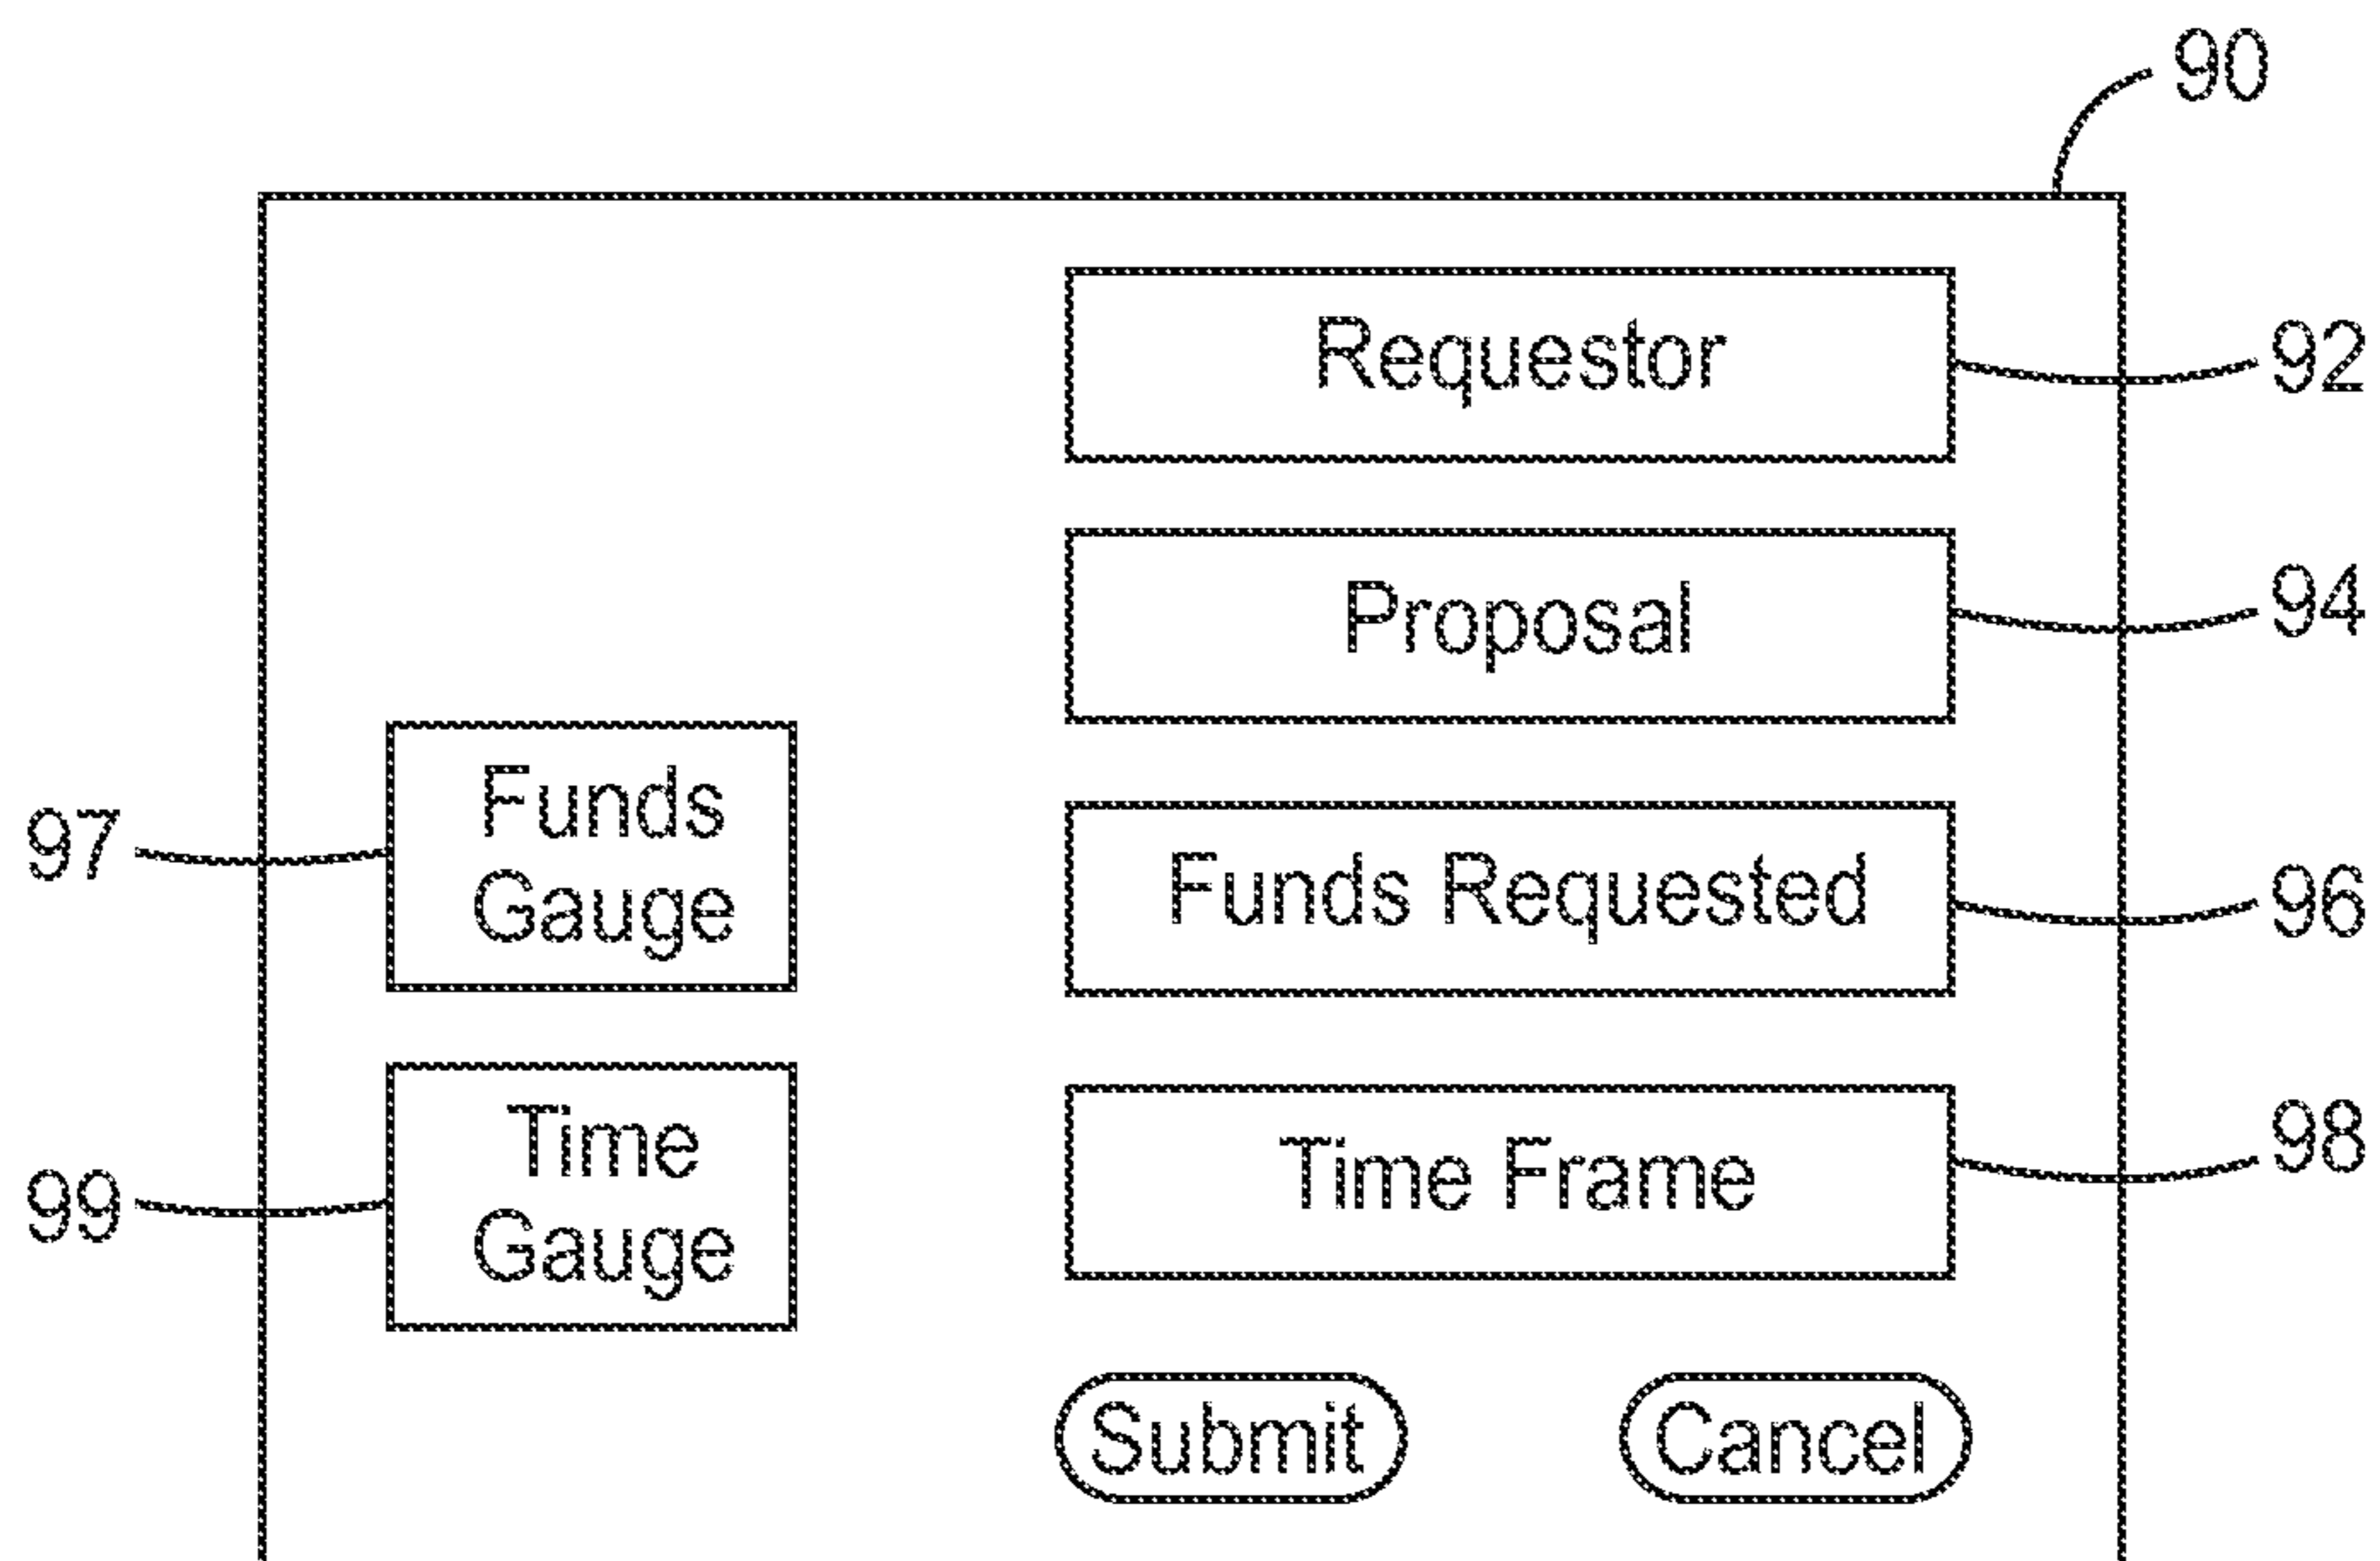 90
Requestor
92
Proposal
94
Funds
Gauge
97
Funds Requested
96
Time
Gauge
99
Time Frame
98
Submit
Cancel